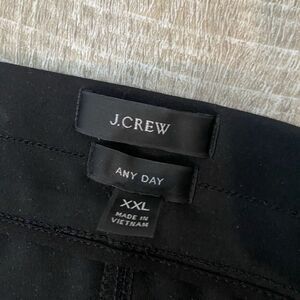 J.CREW
ANY DAY
XXL
MADE IN
VIETNAM